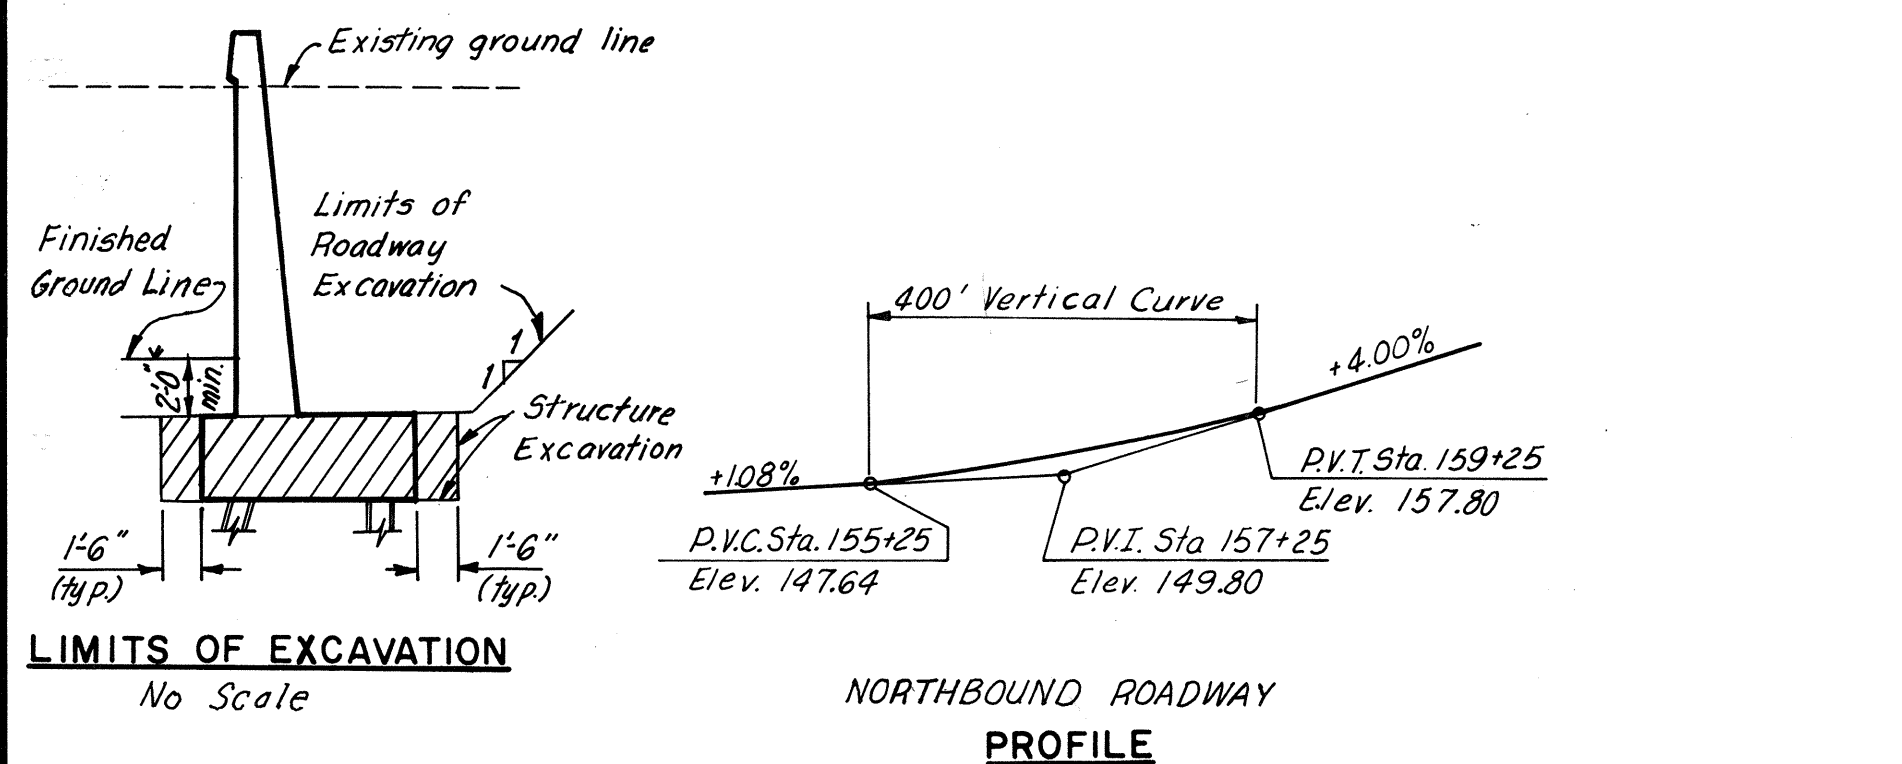 Existing ground line
Limits of
Roadway
Excavation
Finished
Ground Line
1
1
2'-0"
min.
Structure
Excavation
1'-6"
(typ.)
1'-6"
(typ.)
LIMITS OF EXCAVATION
No Scale
400' Vertical Curve
+1.08%
+4.00%
P.V.C. Sta. 155+25
Elev. 147.64
P.V.I. Sta 157+25
Elev. 149.80
P.V.T. Sta. 159+25
Elev. 157.80
NORTHBOUND ROADWAY
PROFILE